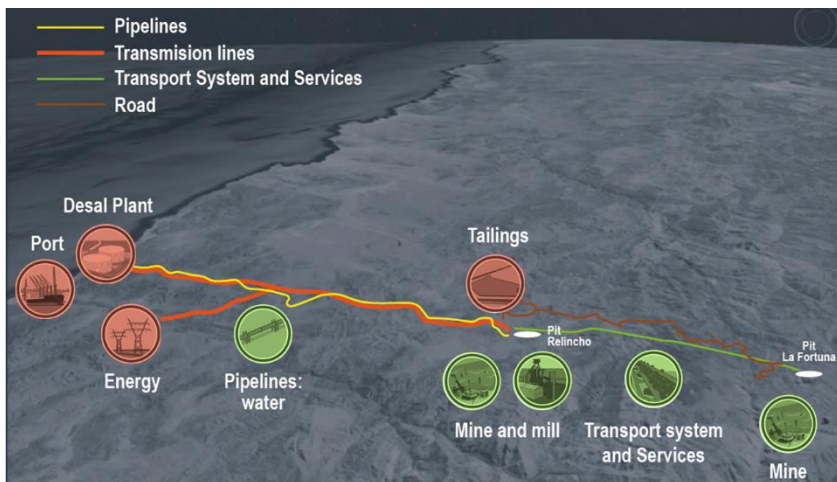 Pipelines
Transmision lines
Transport System and Services
Road
Desal Plant
Port
Tailings
Pit
Relincho
Pit
La Fortuna
Energy
Pipelines:
water
Mine and mill
Transport system
and Services
Mine